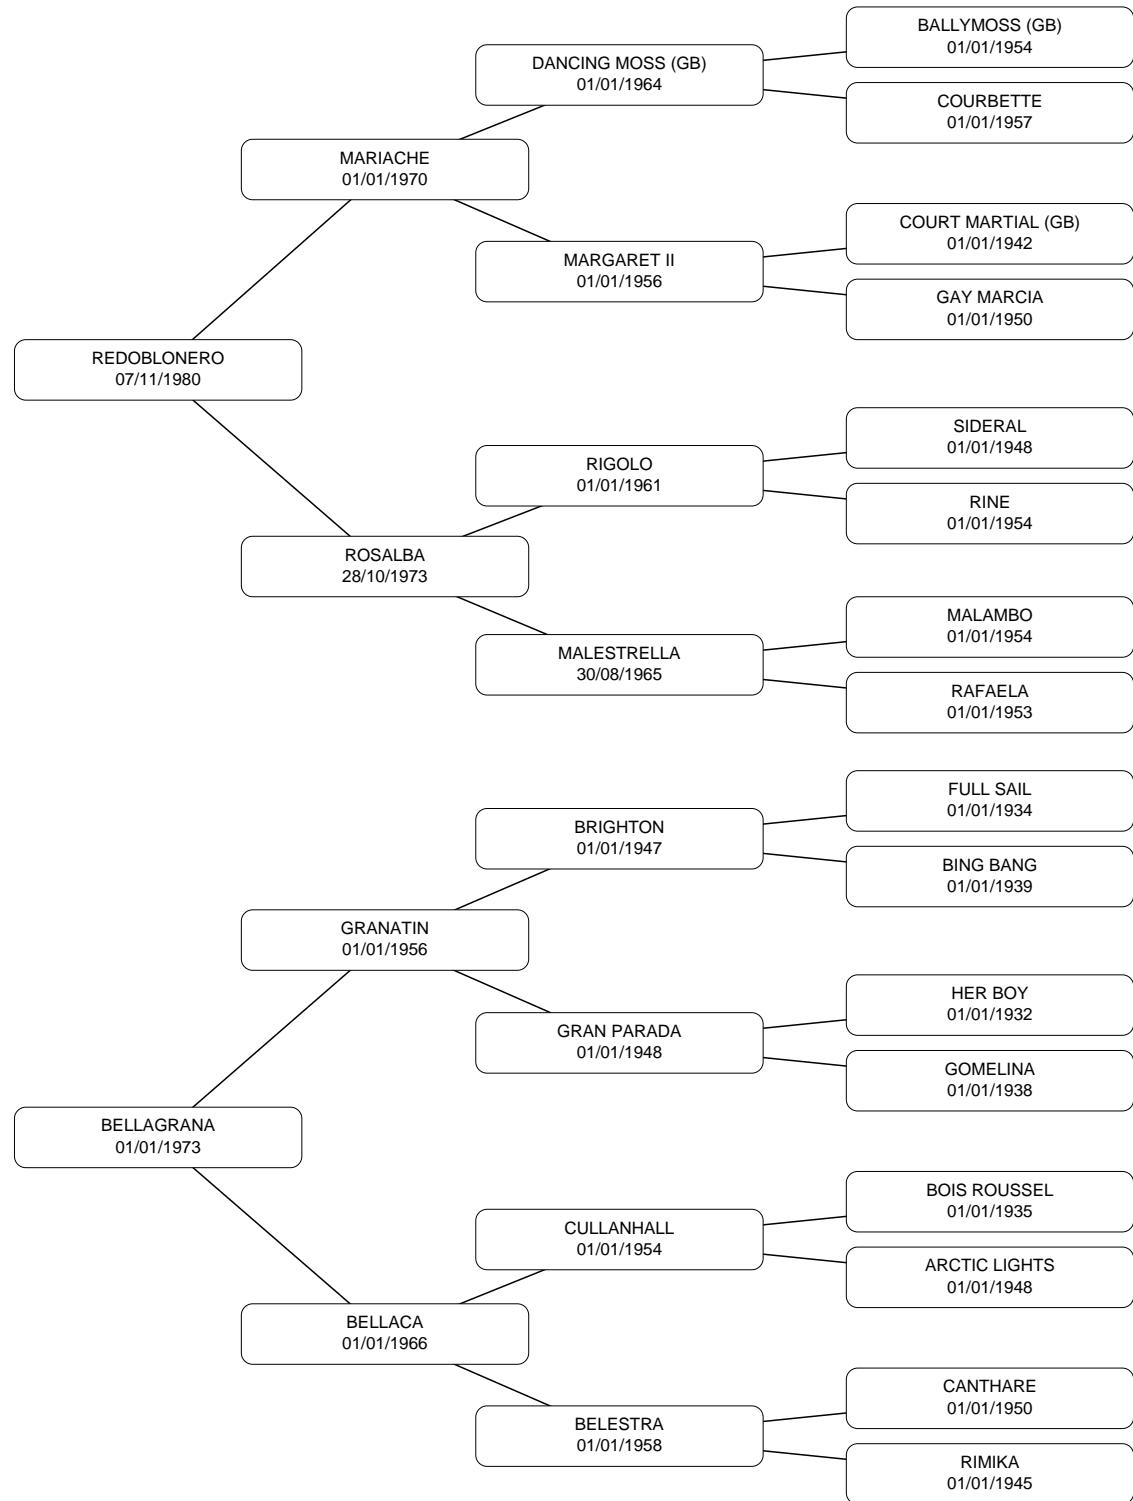 BALLYMOSS (GB)
01/01/1954
DANCING MOSS (GB)
01/01/1964
COURBETTE
01/01/1957
MARIACHE
01/01/1970
COURT MARTIAL (GB)
01/01/1942
MARGARET II
01/01/1956
GAY MARCIA
01/01/1950
REDOBLONERO
07/11/1980
SIDERAL
01/01/1948
RIGOLO
01/01/1961
RINE
01/01/1954
ROSALBA
28/10/1973
MALAMBO
01/01/1954
MALESTRELLA
30/08/1965
RAFAELA
01/01/1953
FULL SAIL
01/01/1934
BRIGHTON
01/01/1947
BING BANG
01/01/1939
GRANATIN
01/01/1956
HER BOY
01/01/1932
GRAN PARADA
01/01/1948
GOMELINA
01/01/1938
BELLAGRANA
01/01/1973
BOIS ROUSSEL
01/01/1935
CULLANHALL
01/01/1954
ARCTIC LIGHTS
01/01/1948
BELLACA
01/01/1966
CANTHARE
01/01/1950
BELESTRA
01/01/1958
RIMIKA
01/01/1945